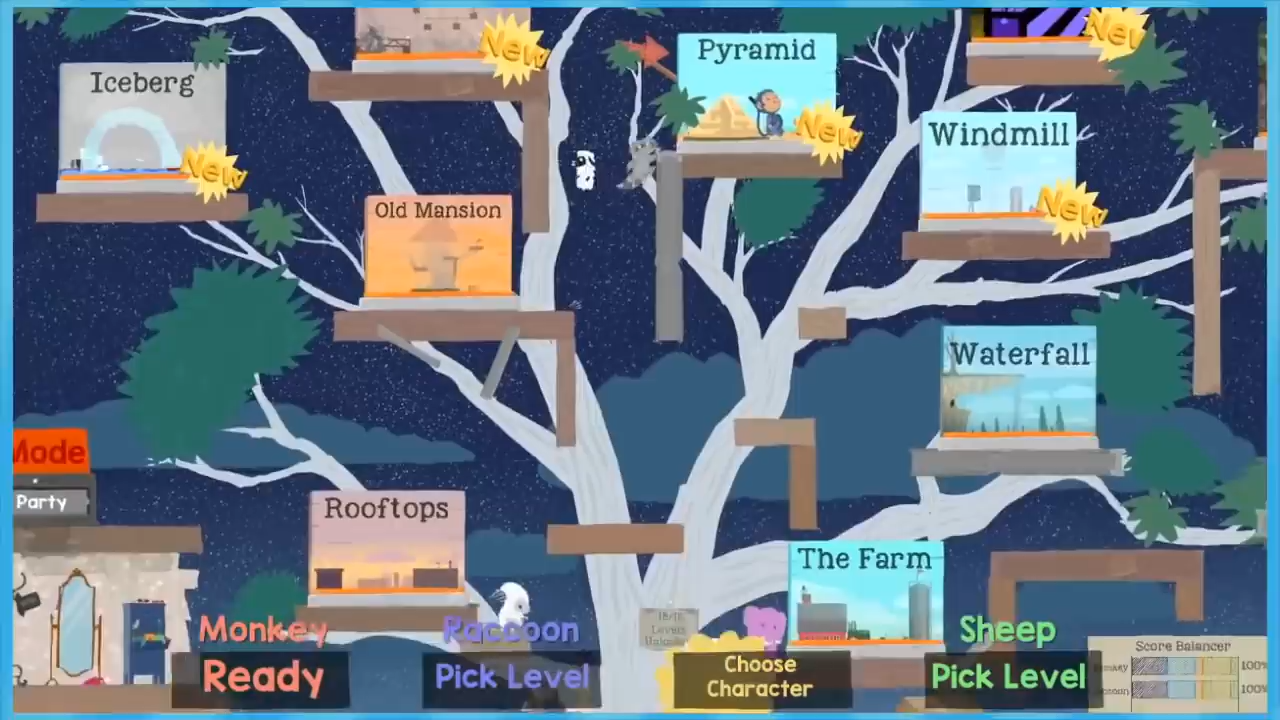 New
Pyramid
New
New
Iceberg
New
Windmill
New
Old Mansion
Waterfall
Mode
Party
Rooftops
The Farm
Levels
Monkey
Ready
Raccoon
Pick Level
Choose
Character
Sheep
Pick Level
Score Balancer
100%
100%